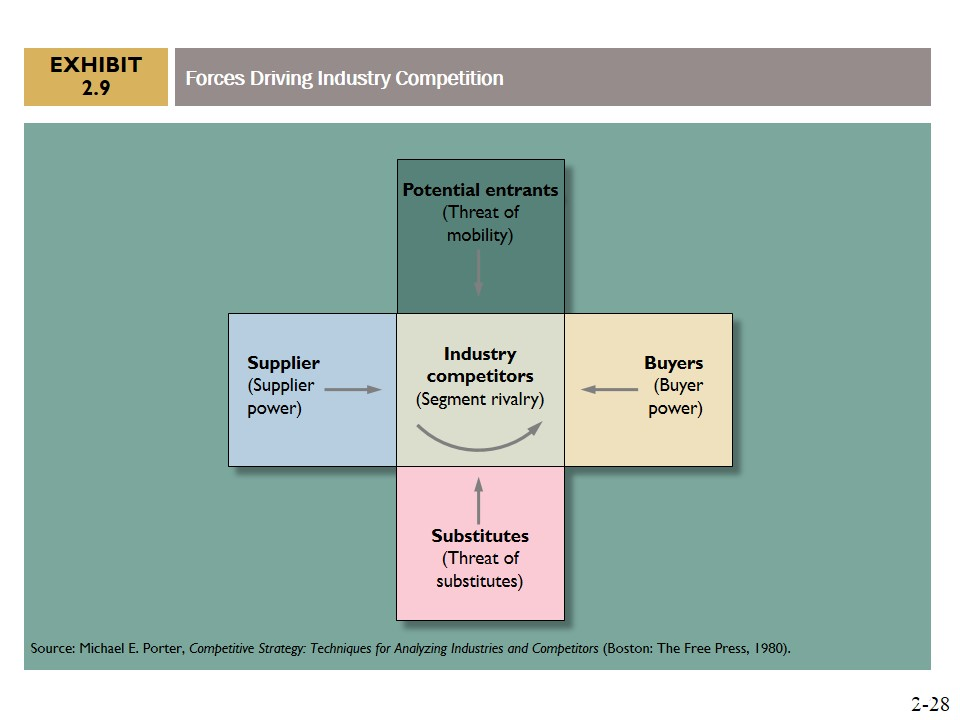 EXHIBIT
2.9
Forces Driving Industry Competition
Potential entrants
(Threat of
mobility)
Supplier
(Supplier
power)
Industry
competitors
(Segment rivalry)
Buyers
(Buyer
power)
Substitutes
(Threat of
substitutes)
Source: Michael E. Porter, Competitive Strategy: Techniques for Analyzing Industries and Competitors (Boston: The Free Press, 1980).
2-28